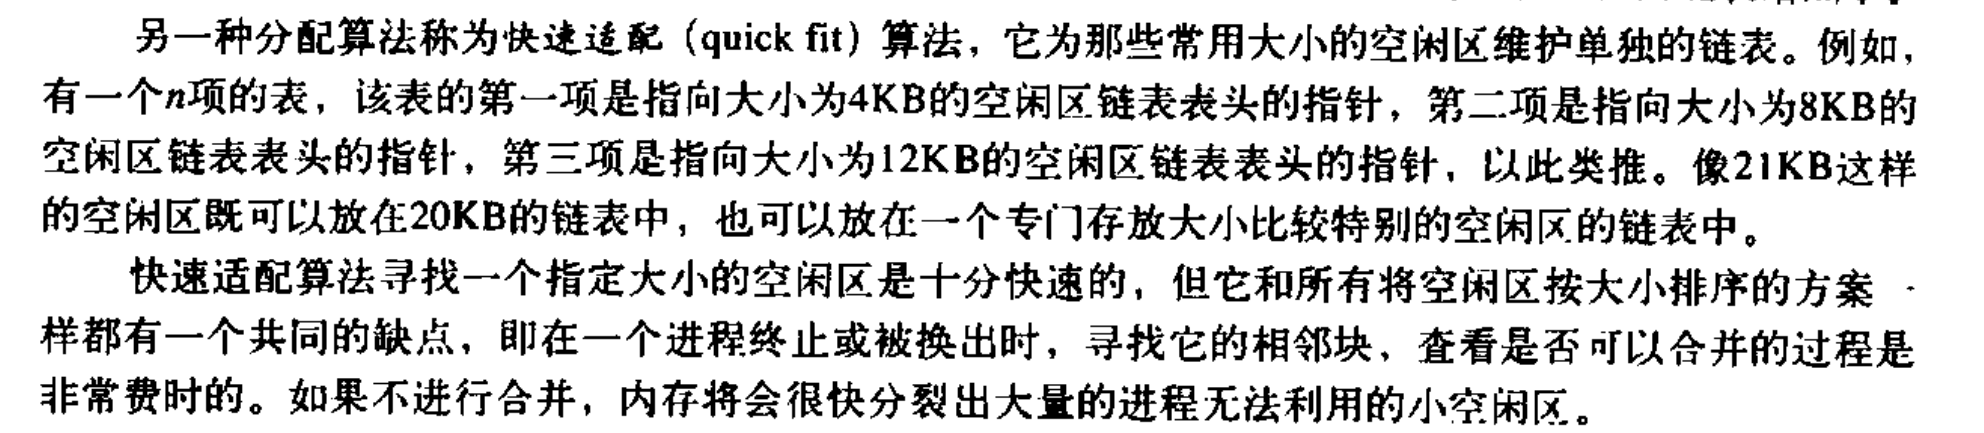 另一种分配算法称为快速适配（quick fit）算法，它为那些常用大小的空闲区维护单独的链表。例如，
有一个n项的表，该表的第一项是指向大小为4KB的空闲区链表表头的指针，第二项是指向大小为8KB的
空闲区链表表头的指针，第三项是指向大小为12KB的空闲区链表表头的指针，以此类推。像21KB这样
的空闲区既可以放在20KB的链表中，也可以放在一个专门存放大小比较特别的空闲区的链表中。
快速适配算法寻找一个指定大小的空闲区是十分快速的，但它和所有将空闲区按大小排序的方案一
样都有一个共同的缺点，即在一个进程终止或被换出时，寻找它的相邻块，查看是否可以合并的过程是
非常费时的。如果不进行合并，内存将会很快分裂出大量的进程无法利用的小空闲区。